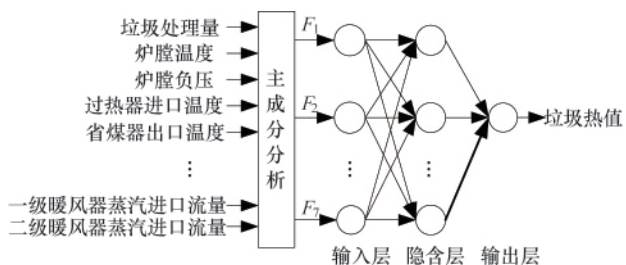 垃圾处理量
炉膛温度
炉膛负压
过热器进口温度
省煤器出口温度
⋮
一级暖风器蒸汽进口流量
二级暖风器蒸汽进口流量
主成分分析
F1
F2
F7
⋮
⋮
垃圾热值
输入层 隐含层 输出层